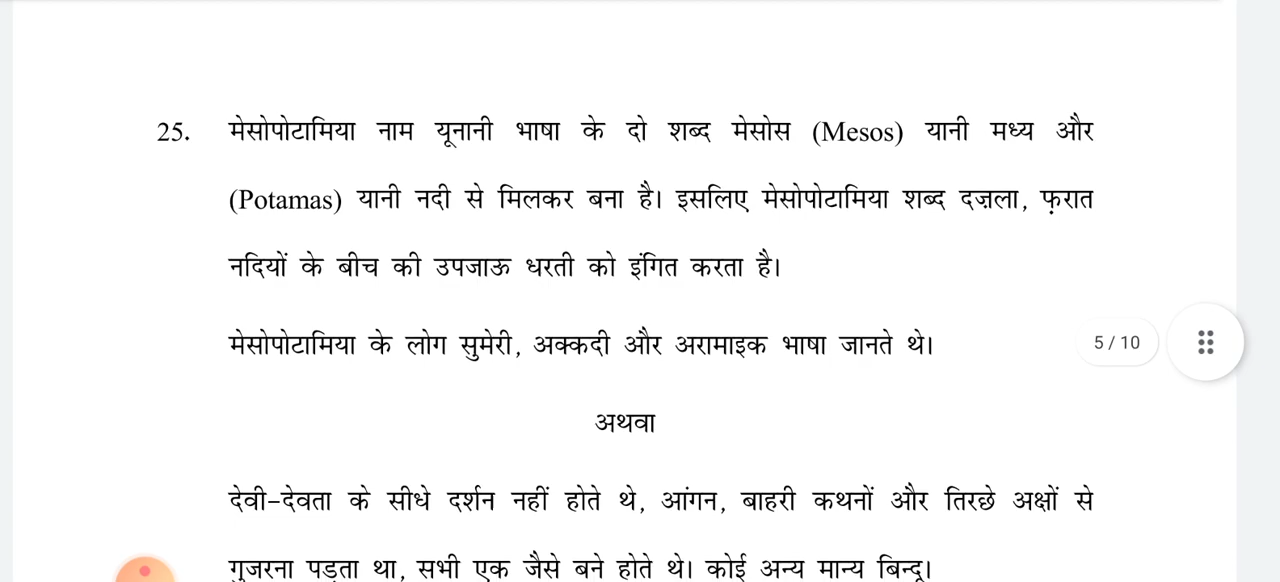 25. मेसोपोटामिया नाम यूनानी भाषा के दो शब्द मेसोस (Mesos) यानी मध्य और
(Potamas) यानी नदी से मिलकर बना है। इसलिए मेसोपोटामिया शब्द दज़ला, फ़रात
नदियों के बीच की उपजाऊ धरती को इंगित करता है।
मेसोपोटामिया के लोग सुमेरी, अक्कदी और अरामाइक भाषा जानते थे।
5 / 10
अथवा
देवी-देवता के सीधे दर्शन नहीं होते थे, आंगन, बाहरी कथनों और तिरछे अक्षों से
गुजरना पड़ता था, सभी एक जैसे बने होते थे। कोई अन्य मान्य बिन्दू।